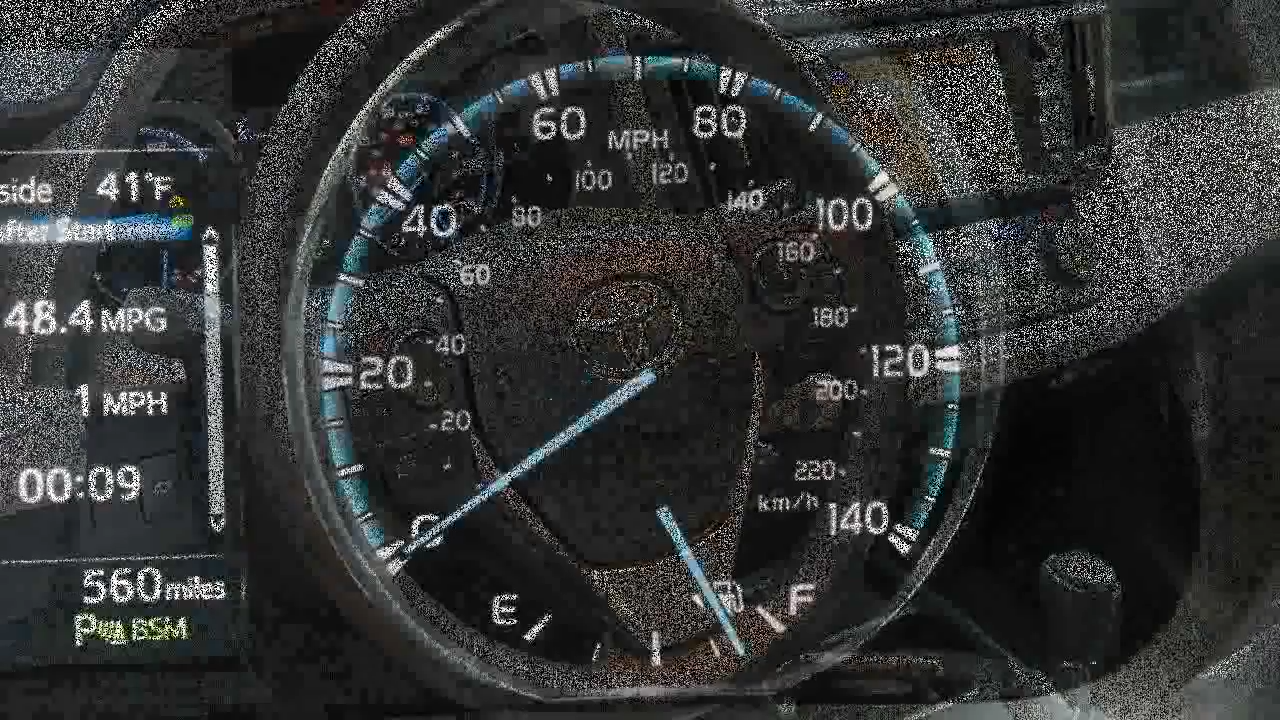 side 41°F
After Start
48.4 MPG
1 MPH
00:09
560 miles
BSM
60 80
MPH
100 120
40 80 140 100
60 160
40 180
20 120
200
20
220
km/h
140
E F